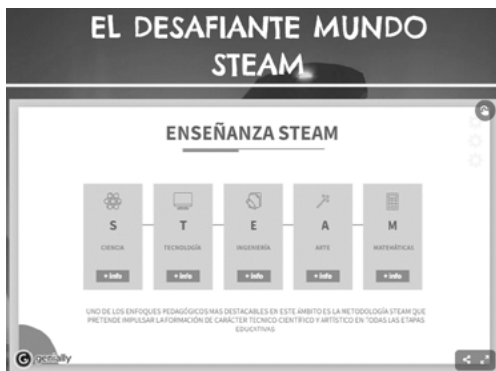 EL DESAFIANTE MUNDO
STEAM
ENSEÑANZA STEAM
S T E A M
CIENCIA TECNOLOGÍA INGENIERÍA ARTE MATEMÁTICAS
+ info + info + info + info + info
UNO DE LOS ENFOQUES PEDAGÓGICOS MAS DESTACABLES EN ESTE ÁMBITO ES LA METODOLOGÍA STEAM QUE
PRETENDE IMPULSAR LA FORMACIÓN DE CARÁCTER TECNICO CIENTÍFICO Y ARTÍSTICO EN TODAS LAS ETAPAS
EDUCATIVAS
genially